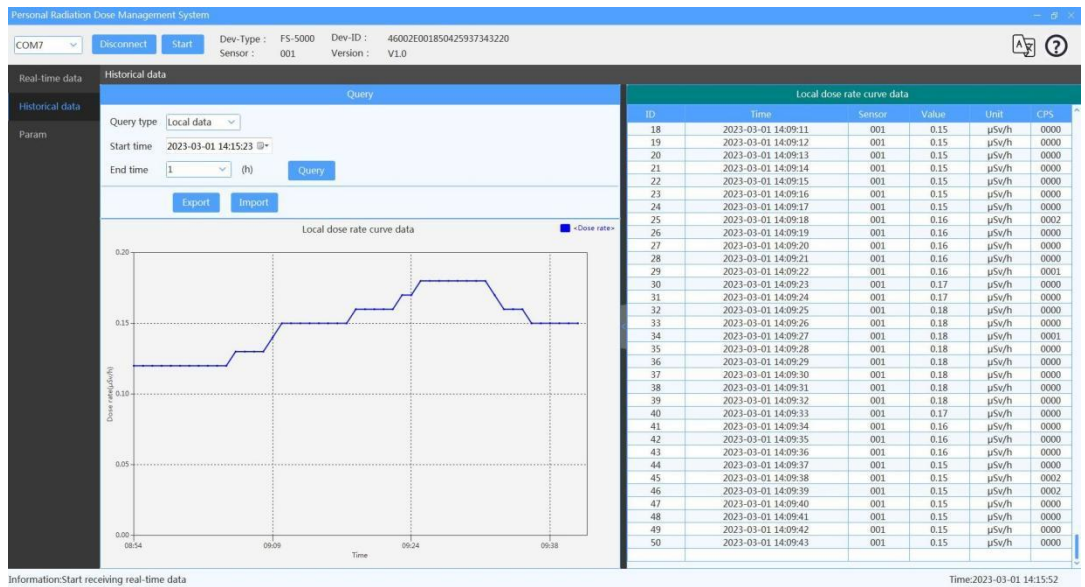 Personal Radiation Dose Management System
COM7 Disconnect Start Dev-Type : FS-5000 Dev-ID : 46002E001850425937343220
Sensor : 001 Version : V1.0
Real-time data
Historical data
Param
Historical data
Query
Query type Local data
Start time 2023-03-01 14:15:23
End time 1 (h) Query
Export Import
Local dose rate curve data
<Dose rate>
0.20
0.15
0.10
0.05
0.00
Dose rate(μSv/h)
08:54 09:09 09:24 09:38
Time
Local dose rate curve data
ID Time Sensor Value Unit CPS
18 2023-03-01 14:09:11 001 0.15 μSv/h 0000
19 2023-03-01 14:09:12 001 0.15 μSv/h 0000
20 2023-03-01 14:09:13 001 0.15 μSv/h 0000
21 2023-03-01 14:09:14 001 0.15 μSv/h 0000
22 2023-03-01 14:09:15 001 0.15 μSv/h 0000
23 2023-03-01 14:09:16 001 0.15 μSv/h 0000
24 2023-03-01 14:09:17 001 0.15 μSv/h 0000
25 2023-03-01 14:09:18 001 0.16 μSv/h 0002
26 2023-03-01 14:09:19 001 0.16 μSv/h 0000
27 2023-03-01 14:09:20 001 0.16 μSv/h 0000
28 2023-03-01 14:09:21 001 0.16 μSv/h 0000
29 2023-03-01 14:09:22 001 0.16 μSv/h 0001
30 2023-03-01 14:09:23 001 0.17 μSv/h 0000
31 2023-03-01 14:09:24 001 0.17 μSv/h 0000
32 2023-03-01 14:09:25 001 0.18 μSv/h 0000
33 2023-03-01 14:09:26 001 0.18 μSv/h 0000
34 2023-03-01 14:09:27 001 0.18 μSv/h 0001
35 2023-03-01 14:09:28 001 0.18 μSv/h 0000
36 2023-03-01 14:09:29 001 0.18 μSv/h 0000
37 2023-03-01 14:09:30 001 0.18 μSv/h 0000
38 2023-03-01 14:09:31 001 0.18 μSv/h 0000
39 2023-03-01 14:09:32 001 0.18 μSv/h 0000
40 2023-03-01 14:09:33 001 0.17 μSv/h 0000
41 2023-03-01 14:09:34 001 0.16 μSv/h 0000
42 2023-03-01 14:09:35 001 0.16 μSv/h 0000
43 2023-03-01 14:09:36 001 0.16 μSv/h 0000
44 2023-03-01 14:09:37 001 0.15 μSv/h 0000
45 2023-03-01 14:09:38 001 0.15 μSv/h 0002
46 2023-03-01 14:09:39 001 0.15 μSv/h 0002
47 2023-03-01 14:09:40 001 0.15 μSv/h 0000
48 2023-03-01 14:09:41 001 0.15 μSv/h 0000
49 2023-03-01 14:09:42 001 0.15 μSv/h 0000
50 2023-03-01 14:09:43 001 0.15 μSv/h 0000
Information:Start receiving real-time data Time:2023-03-01 14:15:52